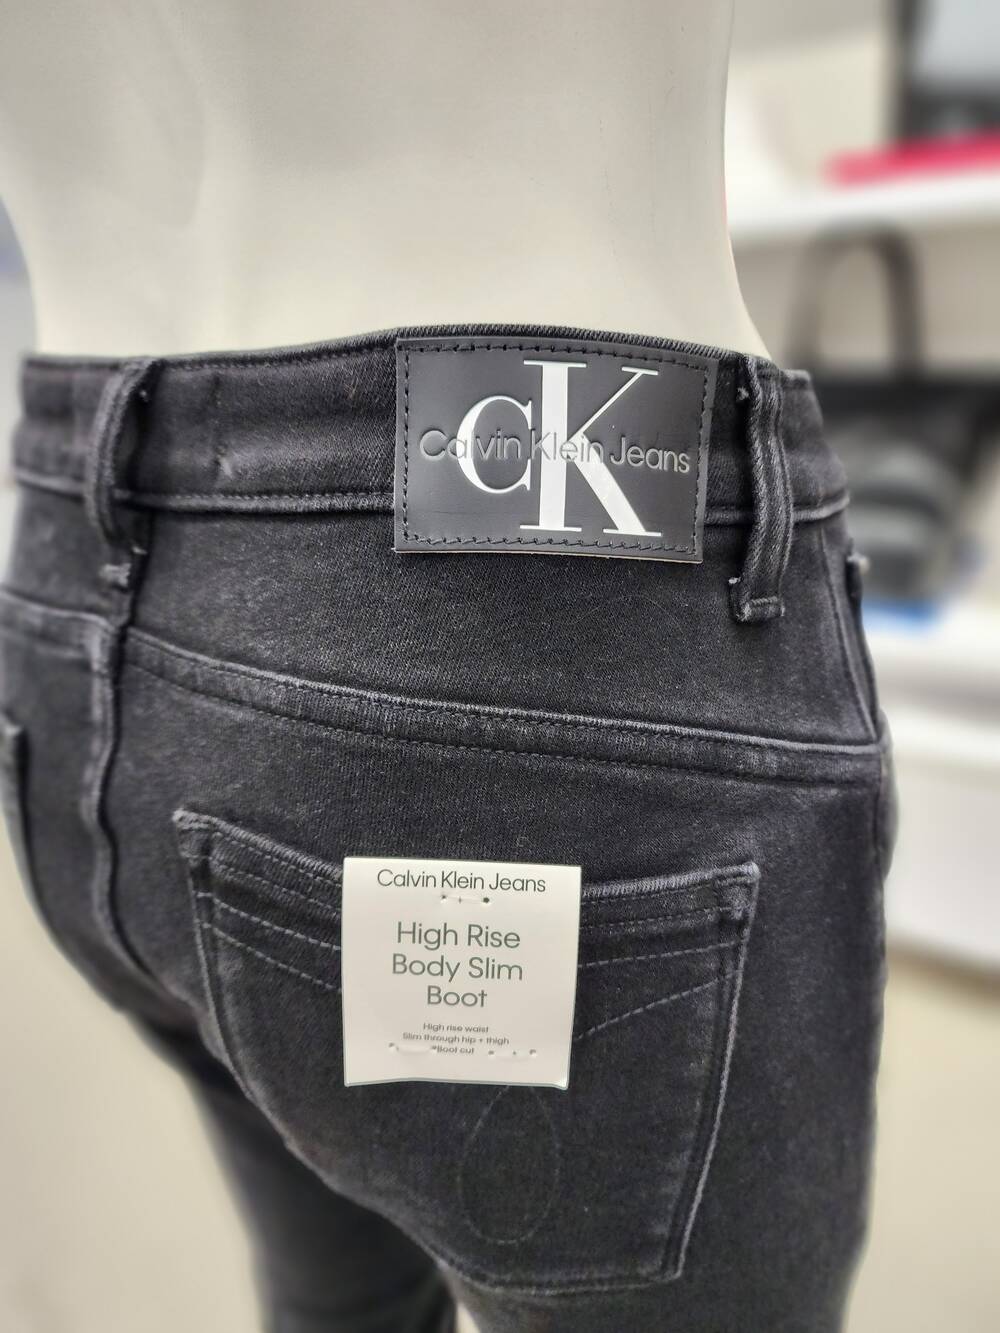 CK
Calvin Klein Jeans
Calvin Klein Jeans
High Rise
Body Slim
Boot
High rise waist
Slim through hip + thigh
Boot cut